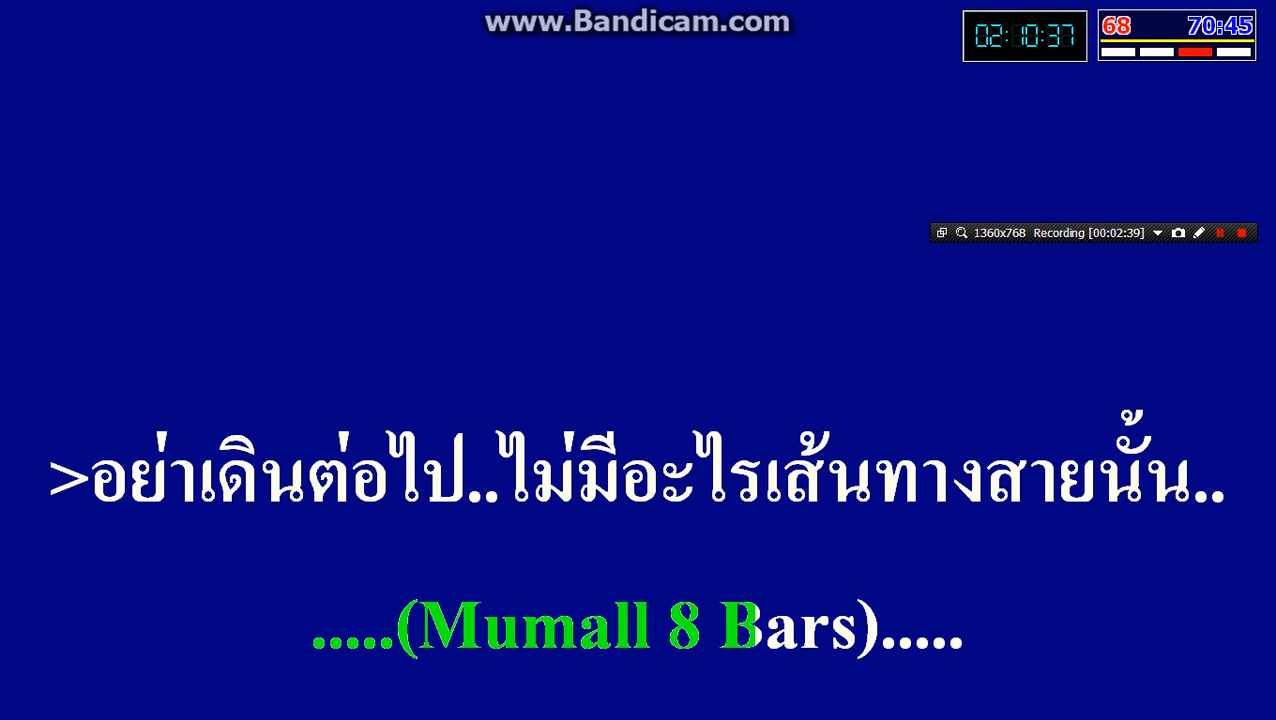 www.Bandicam.com
02:10:37
68 70:45
1360x768 Recording [00:02:39]
>อย่าเดินต่อไป..ไม่มีอะไรเส้นทางสายนั้น..
.....(Mumall 8 Bars).....